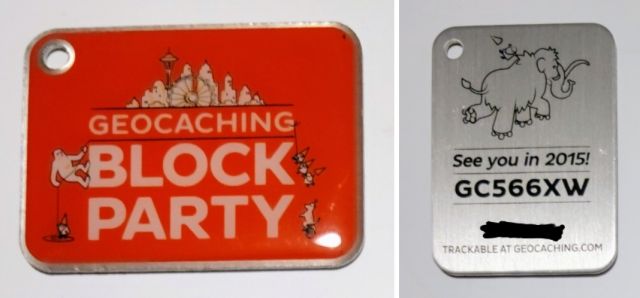 GEOCACHING
BLOCK
PARTY
See you in 2015!
GC566XW
TRACKABLE AT GEOCACHING.COM